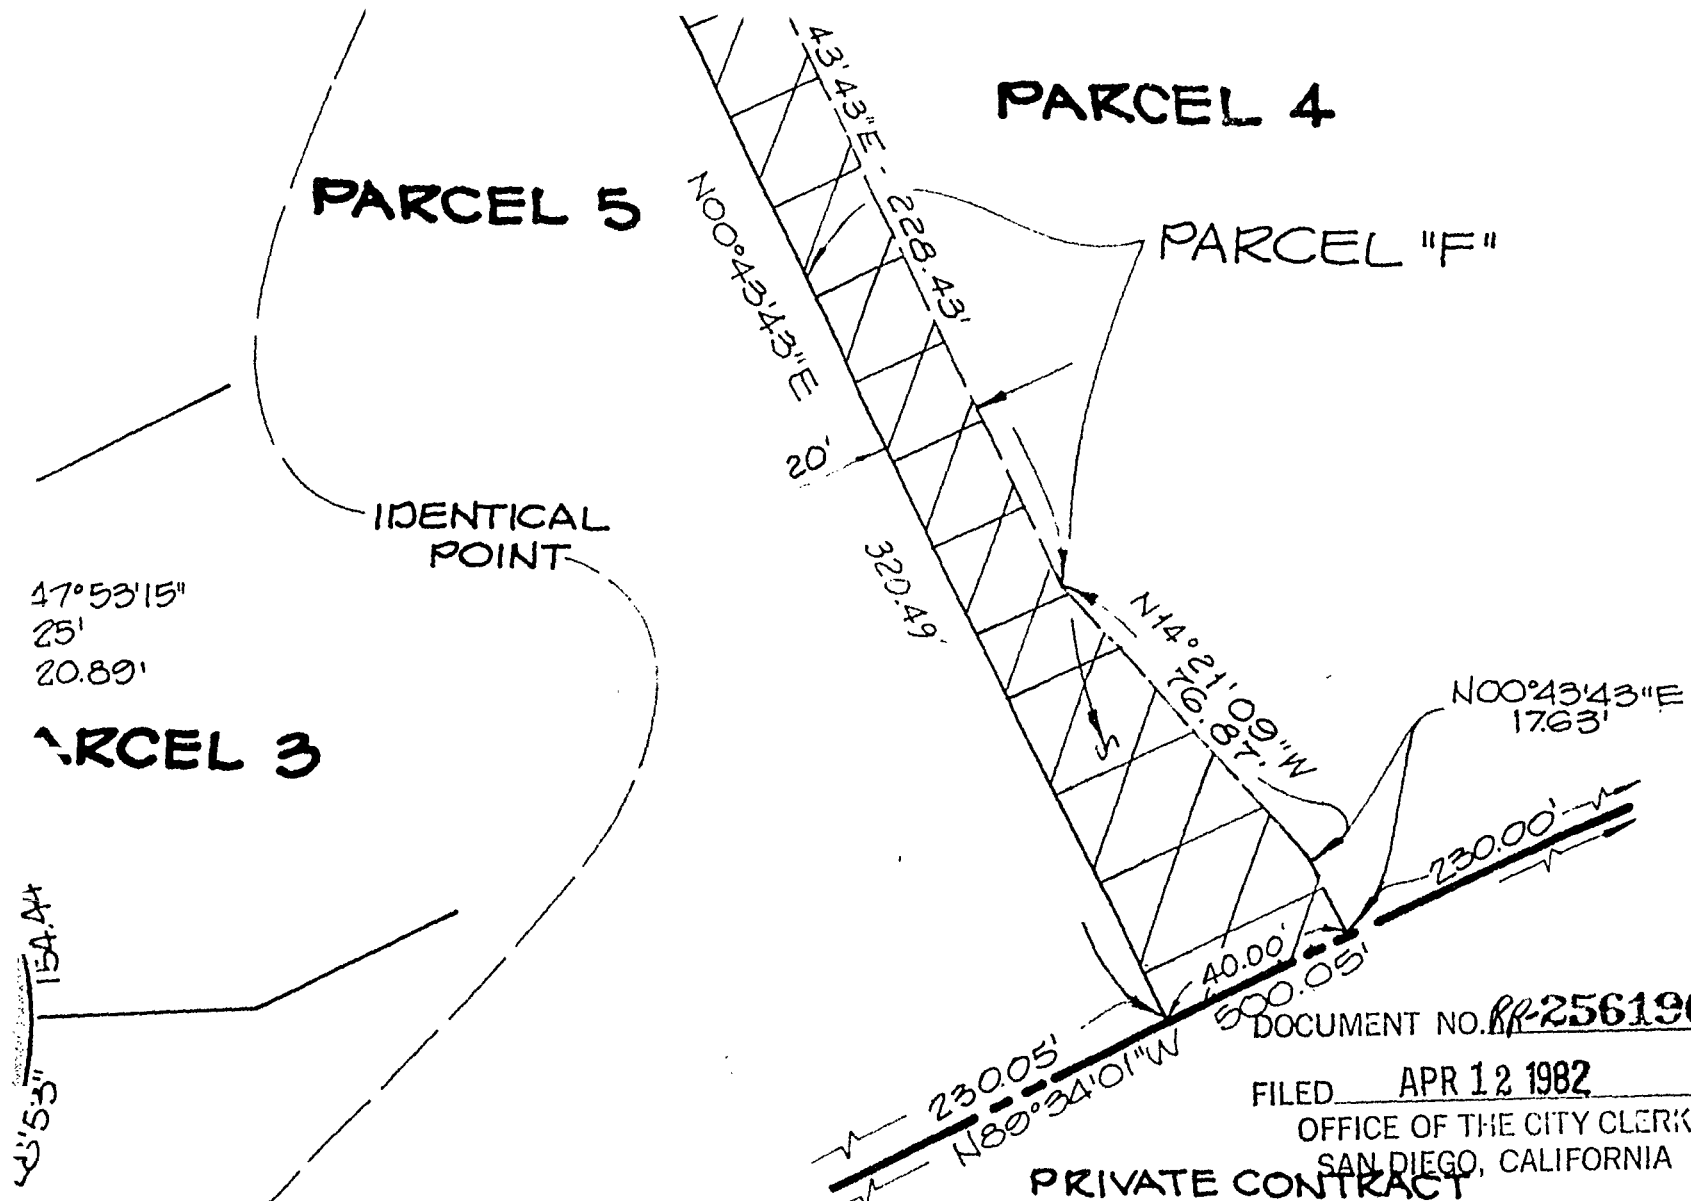 PARCEL 4
43'43"E - 228.43'
PARCEL 5
N00°43'43"E
PARCEL "F"
20'
IDENTICAL
POINT
320.49'
47°53'15"
25'
20.89'
N14°21'09"W
76.87'
N00°43'43"E
17.63'
RCEL 3
230.00'
154.44
40.00'
500.05'
DOCUMENT NO. RR-25619
230.05'
N89°34'01"W
FILED APR 12 1982
OFFICE OF THE CITY CLERK
SAN DIEGO, CALIFORNIA
PRIVATE CONTRACT